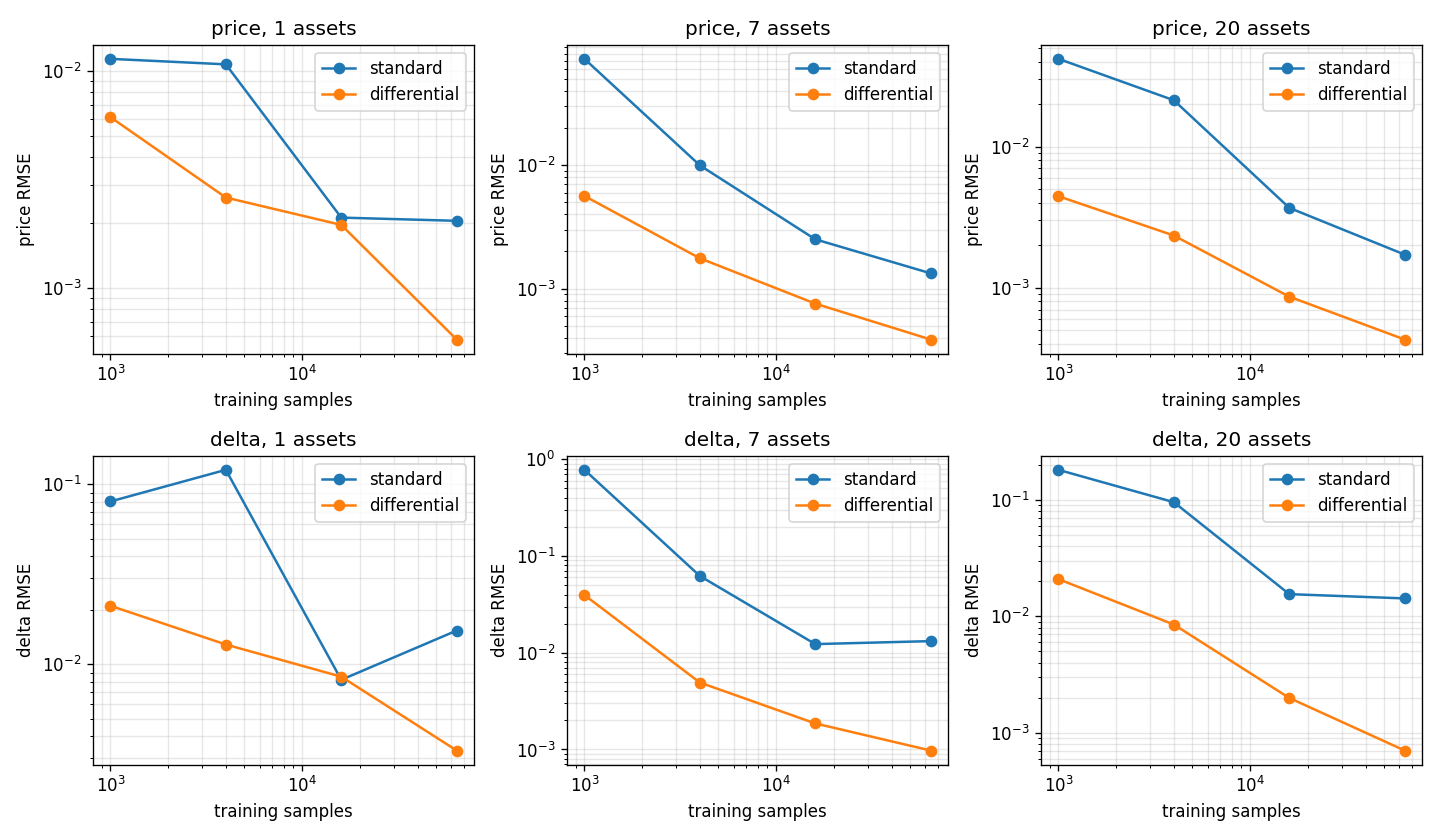 price, 1 assets
price RMSE
10⁻²
10⁻³
standard
differential
10³
10⁴
training samples
price, 7 assets
price RMSE
10⁻²
10⁻³
standard
differential
10³
10⁴
training samples
price, 20 assets
price RMSE
10⁻²
10⁻³
standard
differential
10³
10⁴
training samples
delta, 1 assets
delta RMSE
10⁻¹
10⁻²
standard
differential
10³
10⁴
training samples
delta, 7 assets
delta RMSE
10⁰
10⁻¹
10⁻²
10⁻³
standard
differential
10³
10⁴
training samples
delta, 20 assets
delta RMSE
10⁻¹
10⁻²
10⁻³
standard
differential
10³
10⁴
training samples